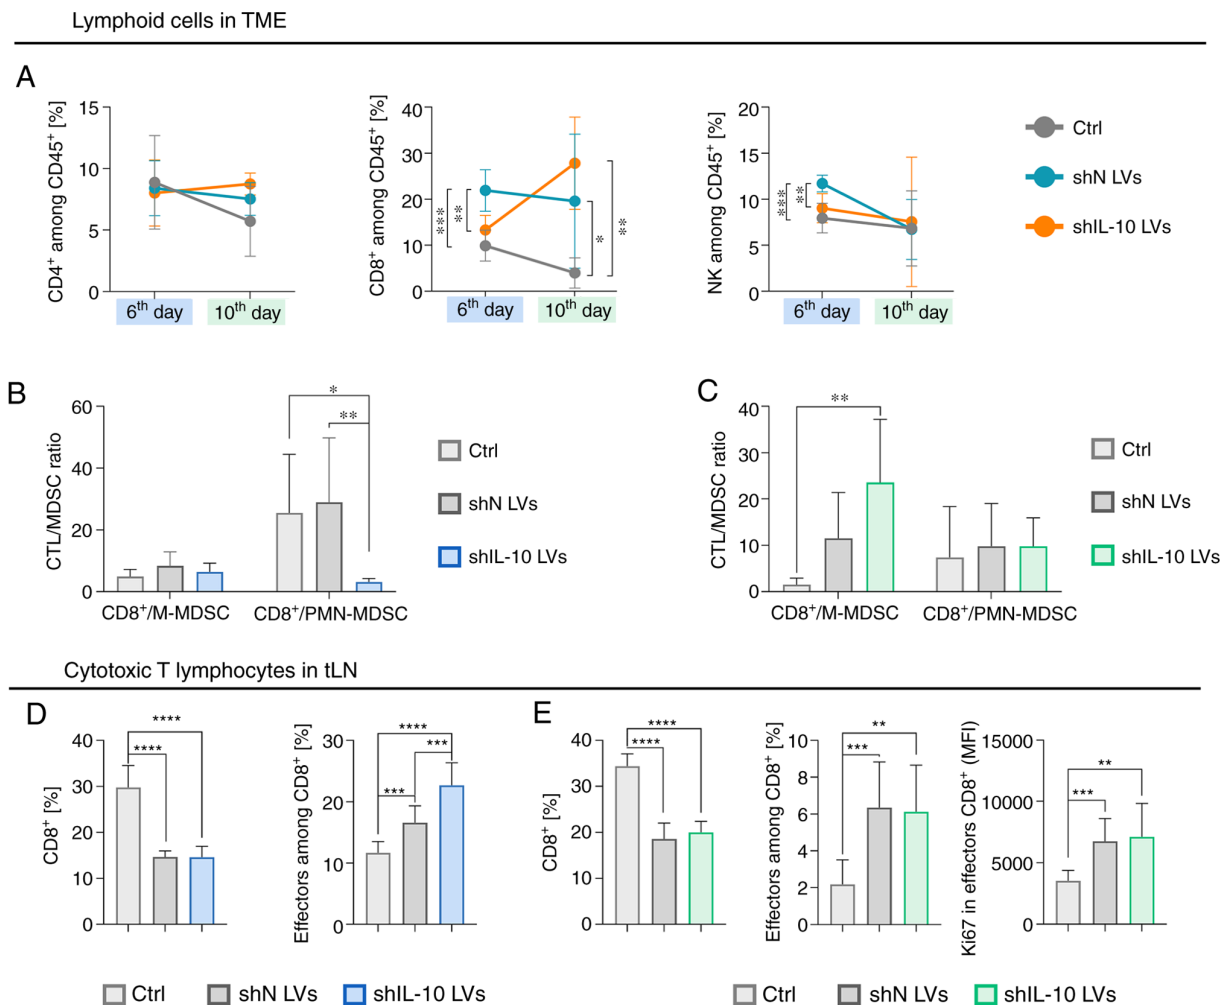 Lymphoid cells in TME
A
CD4⁺ among CD45⁺ [%]
15
10
5
0
6th day
10th day
CD8⁺ among CD45⁺ [%]
40
30
20
10
0
***
**
*
**
6th day
10th day
NK among CD45⁺ [%]
20
15
10
5
0
***
**
6th day
10th day
Ctrl
shN LVs
shIL-10 LVs
B
CTL/MDSC ratio
60
40
20
0
*
**
CD8⁺/M-MDSC
CD8⁺/PMN-MDSC
Ctrl
shN LVs
shIL-10 LVs
C
CTL/MDSC ratio
40
30
20
10
0
**
CD8⁺/M-MDSC
CD8⁺/PMN-MDSC
Ctrl
shN LVs
shIL-10 LVs
Cytotoxic T lymphocytes in tLN
D
CD8⁺ [%]
40
30
20
10
0
****
****
Effectors among CD8⁺ [%]
30
20
10
0
****
***
***
Ctrl
shN LVs
shIL-10 LVs
E
CD8⁺ [%]
40
30
20
10
0
****
****
Effectors among CD8⁺ [%]
10
8
6
4
2
0
**
***
Ki67 in effectors CD8⁺ (MFI)
15000
10000
5000
0
**
***
Ctrl
shN LVs
shIL-10 LVs